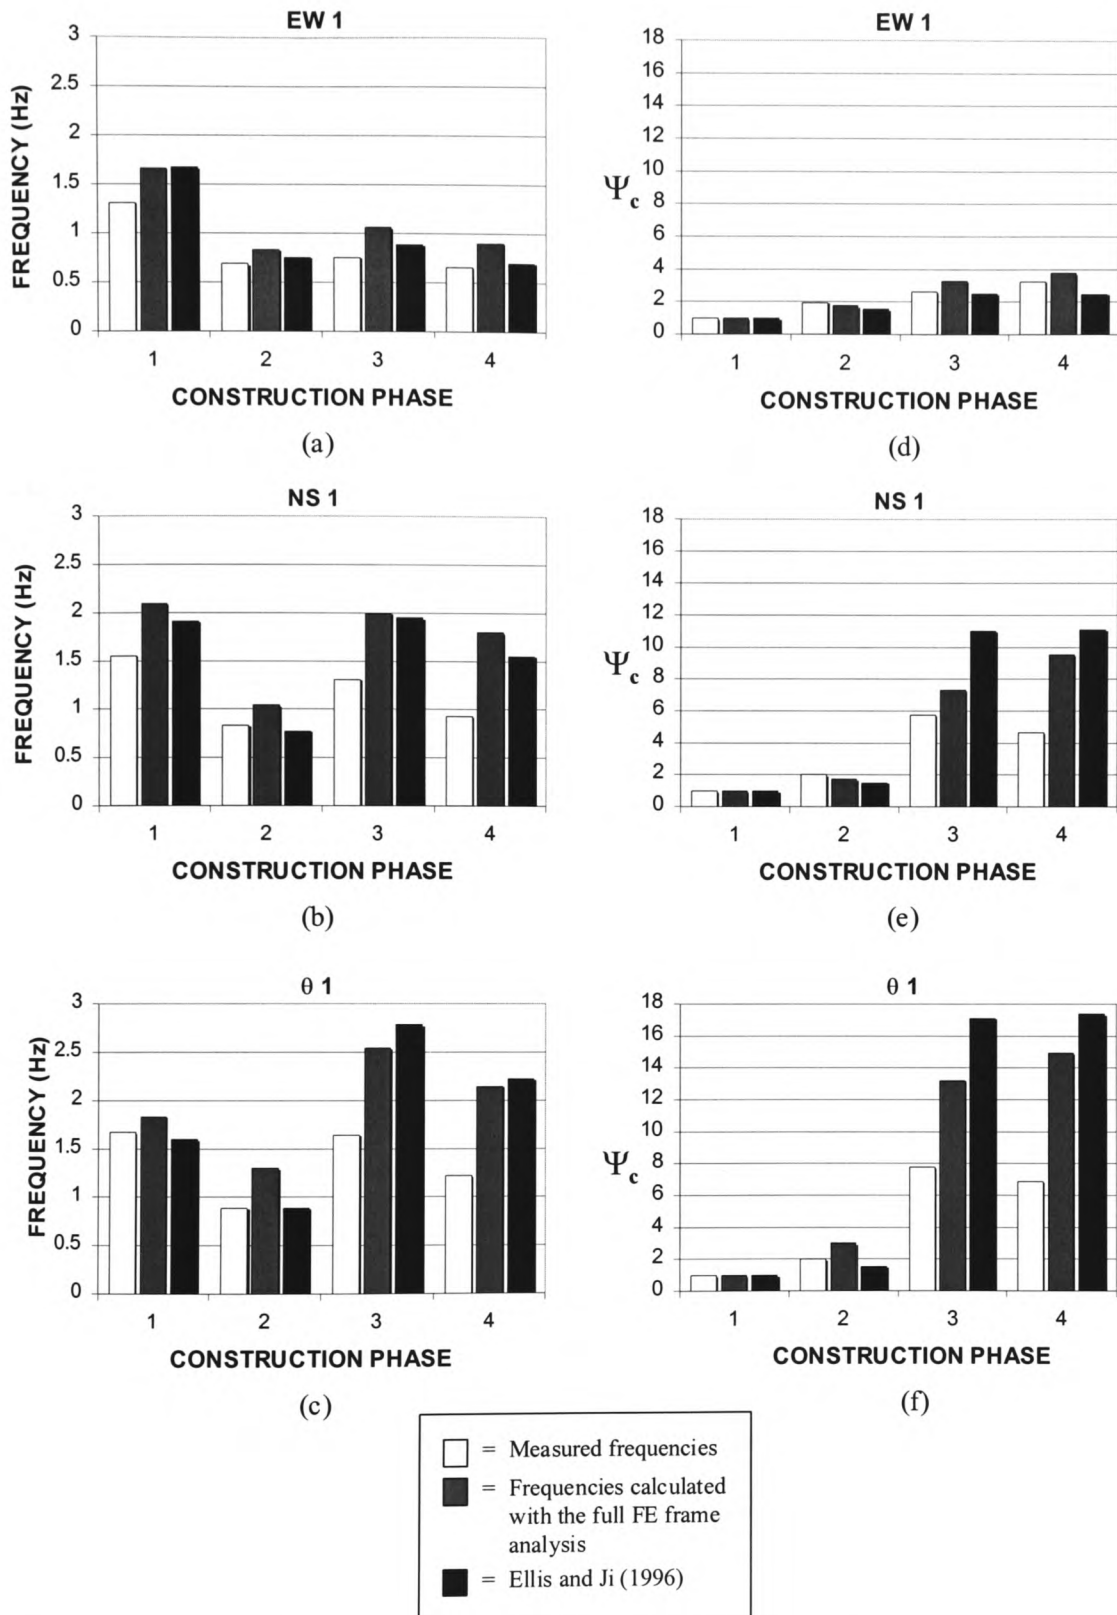 EW 1
3
2.5
2
1.5
1
0.5
0
FREQUENCY (Hz)
1 2 3 4
CONSTRUCTION PHASE
(a)
EW 1
18
16
14
12
10
8
6
4
2
0
Ψc
1 2 3 4
CONSTRUCTION PHASE
(d)
NS 1
3
2.5
2
1.5
1
0.5
0
FREQUENCY (Hz)
1 2 3 4
CONSTRUCTION PHASE
(b)
NS 1
18
16
14
12
10
8
6
4
2
0
Ψc
1 2 3 4
CONSTRUCTION PHASE
(e)
θ 1
3
2.5
2
1.5
1
0.5
0
FREQUENCY (Hz)
1 2 3 4
CONSTRUCTION PHASE
(c)
θ 1
18
16
14
12
10
8
6
4
2
0
Ψc
1 2 3 4
CONSTRUCTION PHASE
(f)
= Measured frequencies
= Frequencies calculated
with the full FE frame
analysis
= Ellis and Ji (1996)